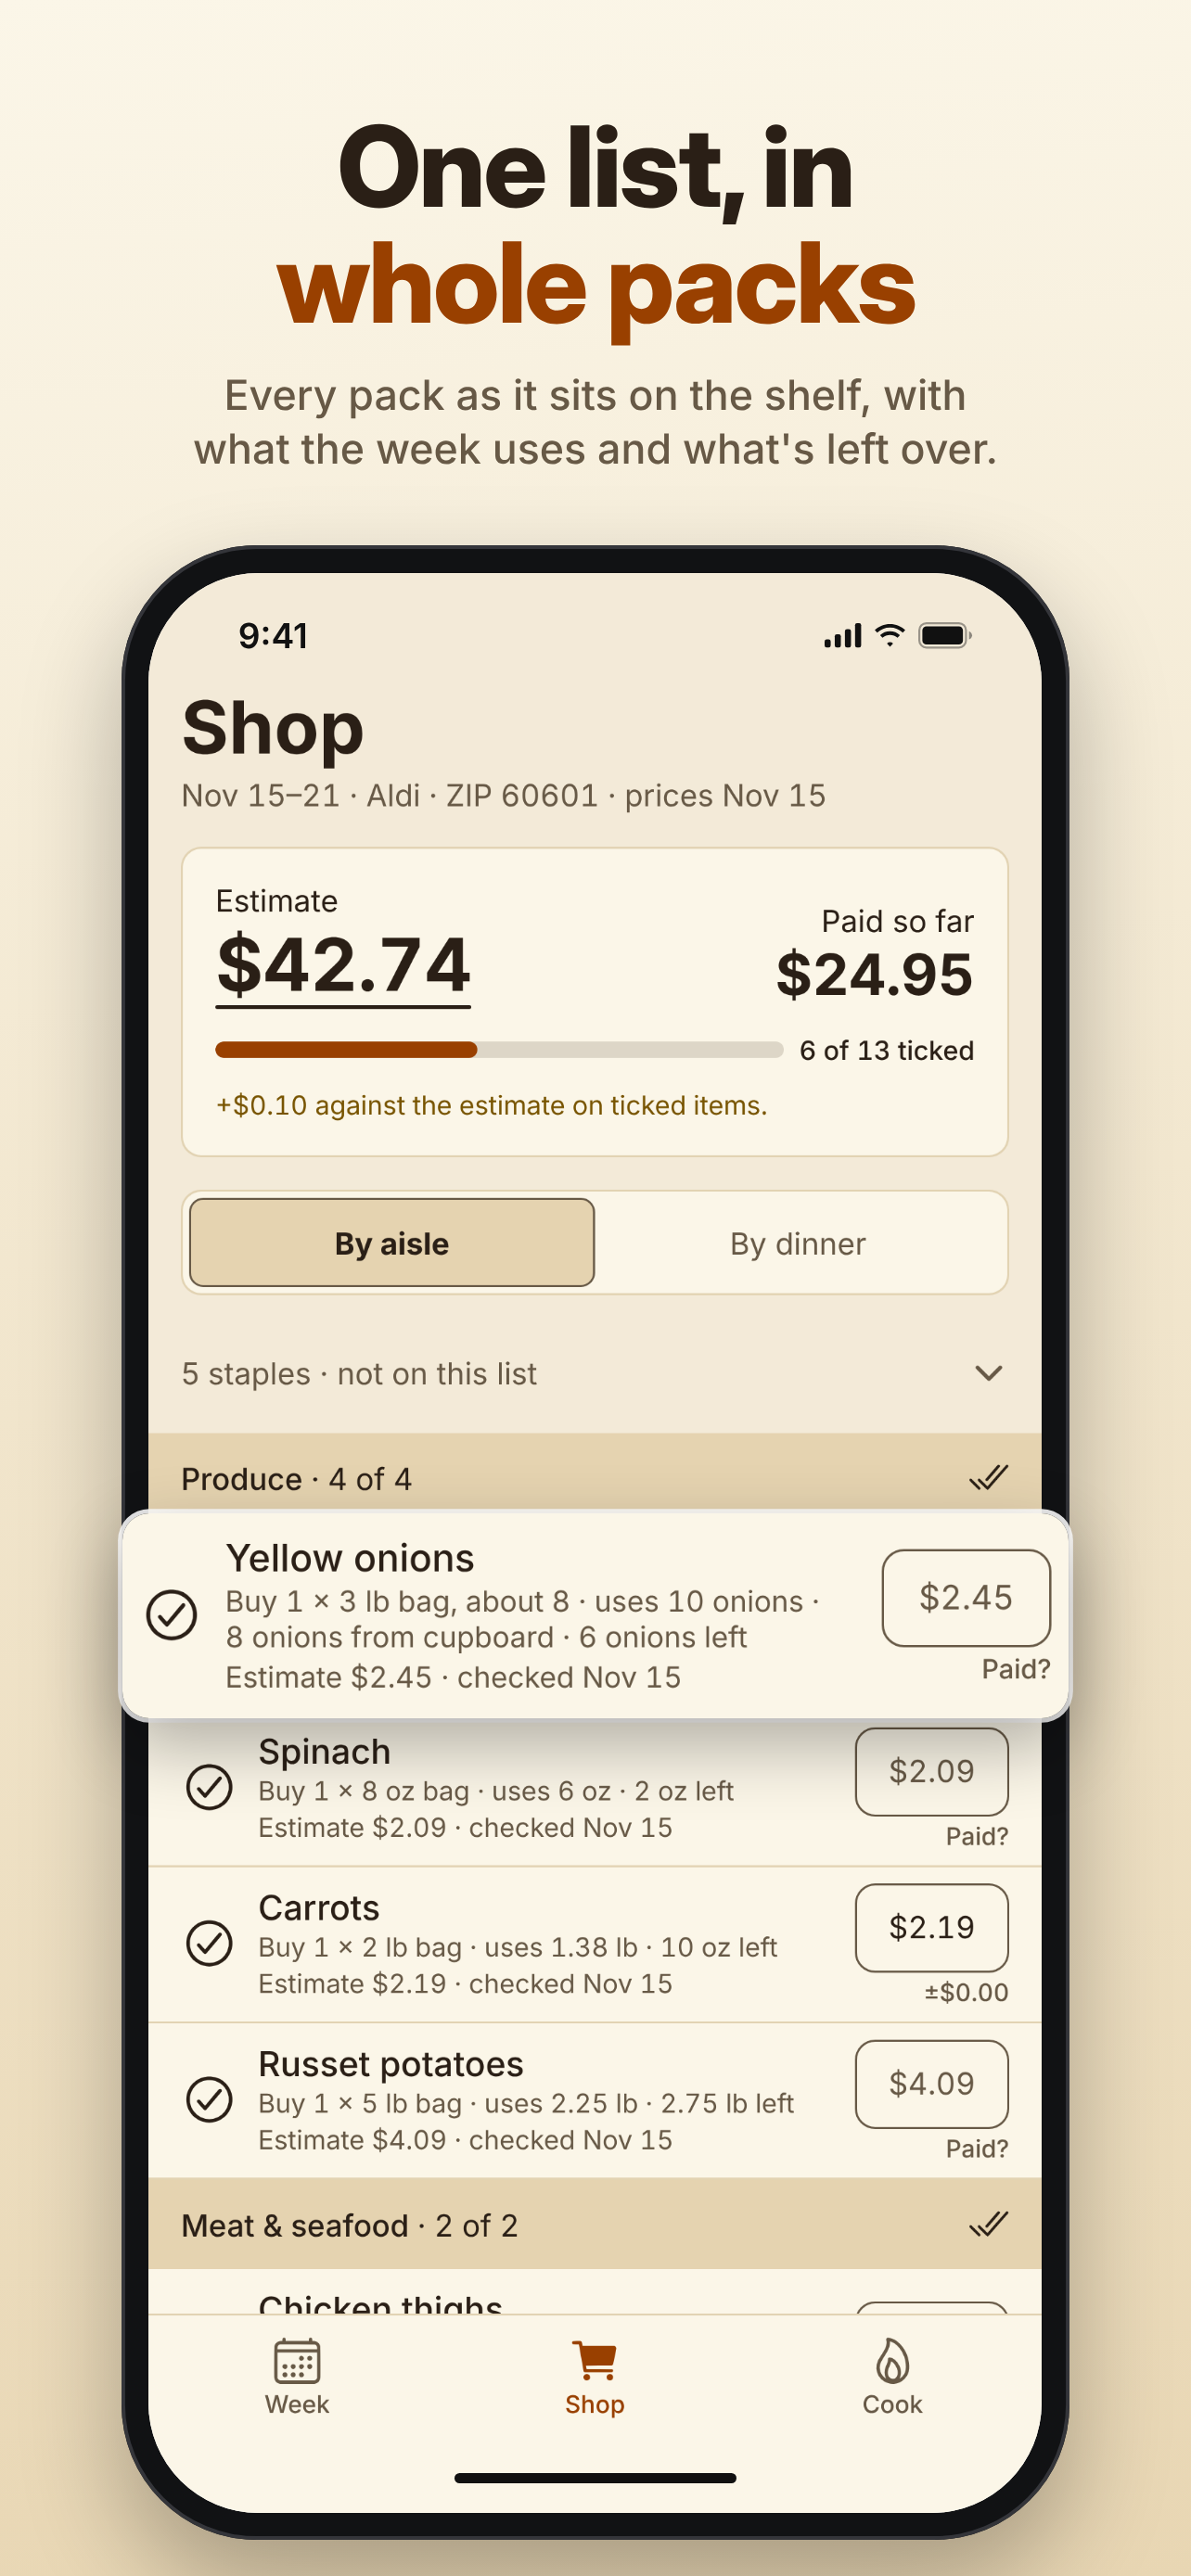 One list, in
whole packs
Every pack as it sits on the shelf, with
what the week uses and what's left over.
9:41
Shop
Nov 15–21 · Aldi · ZIP 60601 · prices Nov 15
Estimate
$42.74
Paid so far
$24.95
6 of 13 ticked
+$0.10 against the estimate on ticked items.
By aisle
By dinner
5 staples · not on this list
Produce · 4 of 4
Yellow onions
Buy 1 × 3 lb bag, about 8 · uses 10 onions ·
8 onions from cupboard · 6 onions left
Estimate $2.45 · checked Nov 15
$2.45
Paid?
Spinach
Buy 1 × 8 oz bag · uses 6 oz · 2 oz left
Estimate $2.09 · checked Nov 15
$2.09
Paid?
Carrots
Buy 1 × 2 lb bag · uses 1.38 lb · 10 oz left
Estimate $2.19 · checked Nov 15
$2.19
±$0.00
Russet potatoes
Buy 1 × 5 lb bag · uses 2.25 lb · 2.75 lb left
Estimate $4.09 · checked Nov 15
$4.09
Paid?
Meat & seafood · 2 of 2
Chicken thighs
Week
Shop
Cook